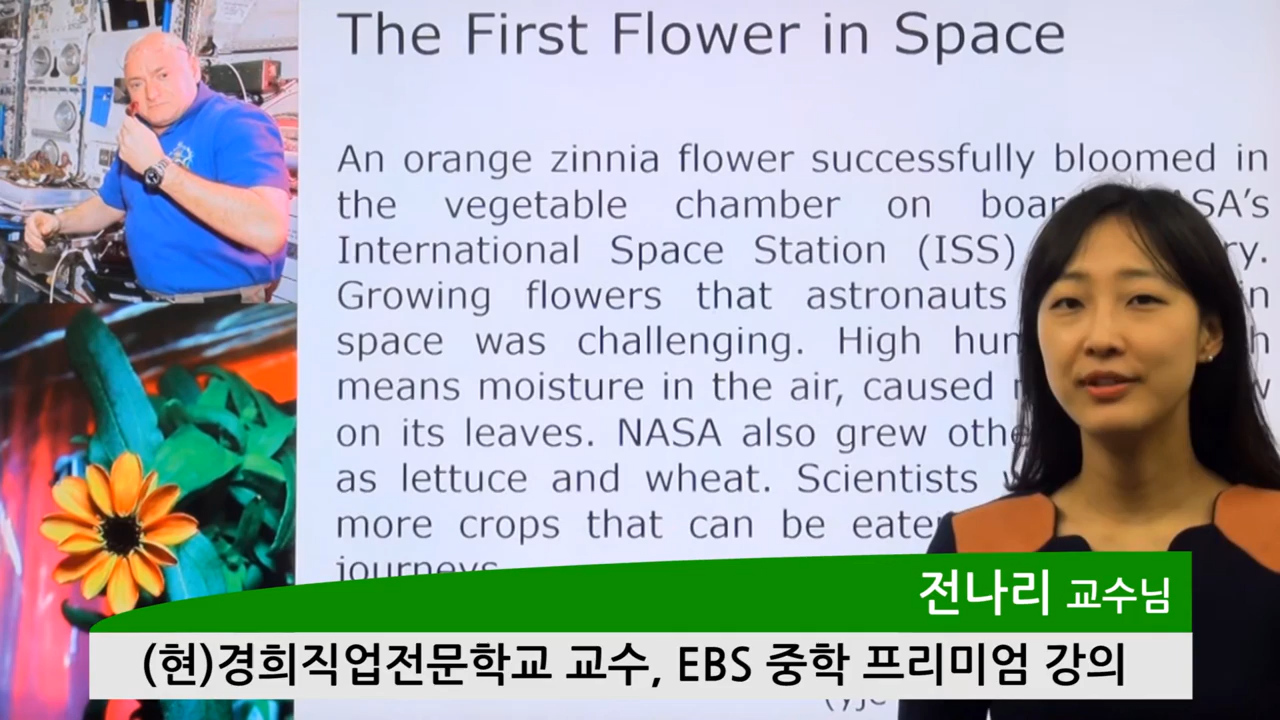 The First Flower in Space
An orange zinnia flower successfully bloomed in
the vegetable chamber on board
International Space Station (ISS)
Growing flowers that astronauts in
space was challenging. High
means moisture in the air, caused
on its leaves. NASA also grew
as lettuce and wheat. Scientists
more crops that can be
journeys
전나리 교수님
(현)경희직업전문학교 교수, EBS 중학 프리미엄 강의